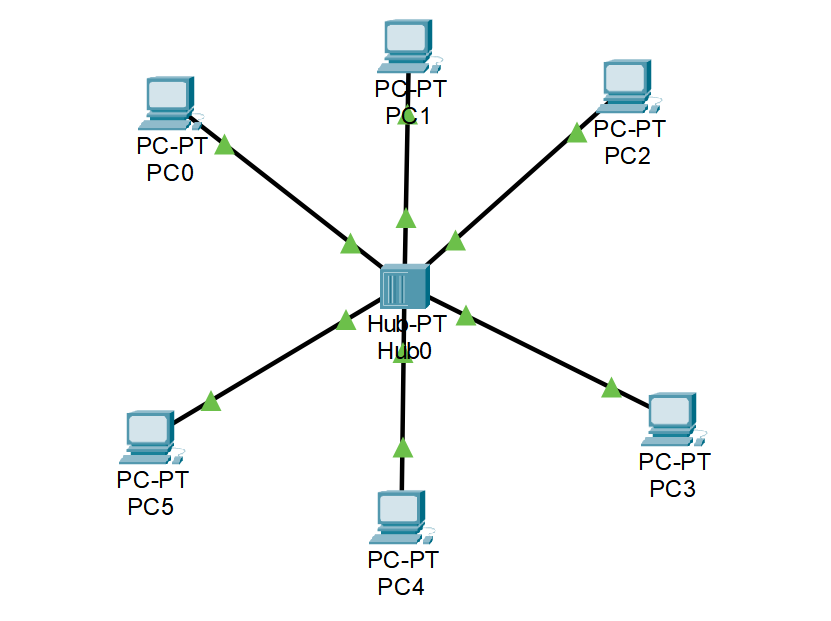 PC-PT
PC1
PC-PT
PC0
PC-PT
PC2
Hub-PT
Hub0
PC-PT
PC5
PC-PT
PC3
PC-PT
PC4